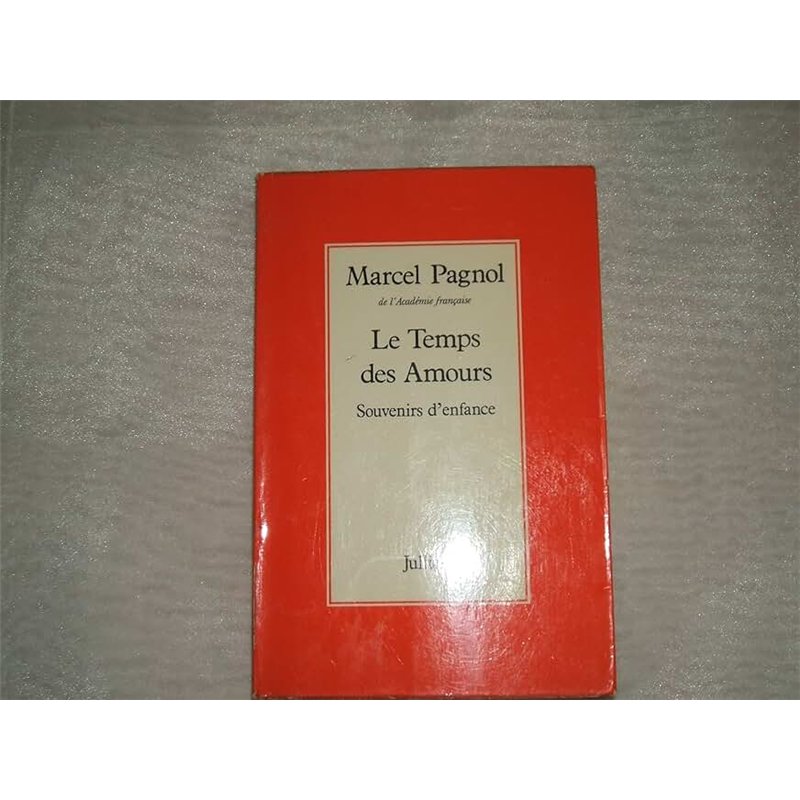 Marcel Pagnol
de l'Académie française
Le Temps
des Amours
Souvenirs d'enfance